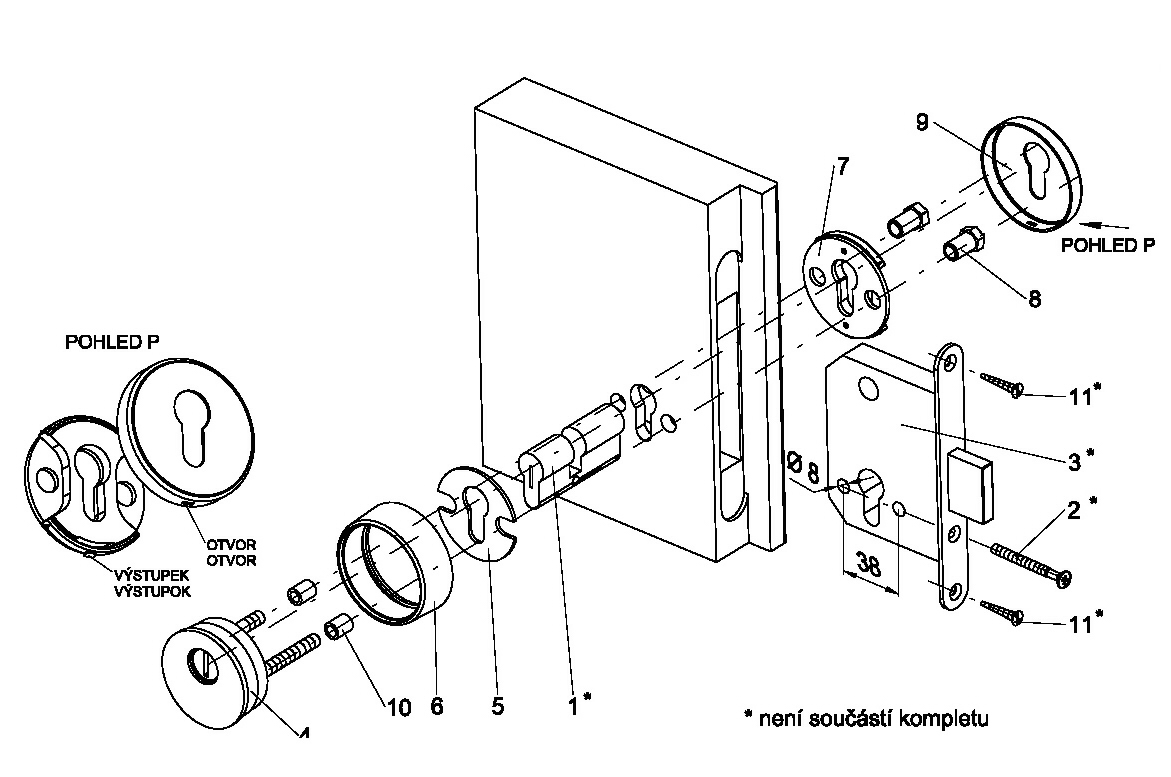 9
7
POHLED P
8
POHLED P
11*
3*
Ø 8
2*
OTVOR
OTVOR
38
VÝSTUPEK
VÝSTUPOK
11*
10
6
5
1*
4
* není součástí kompletu